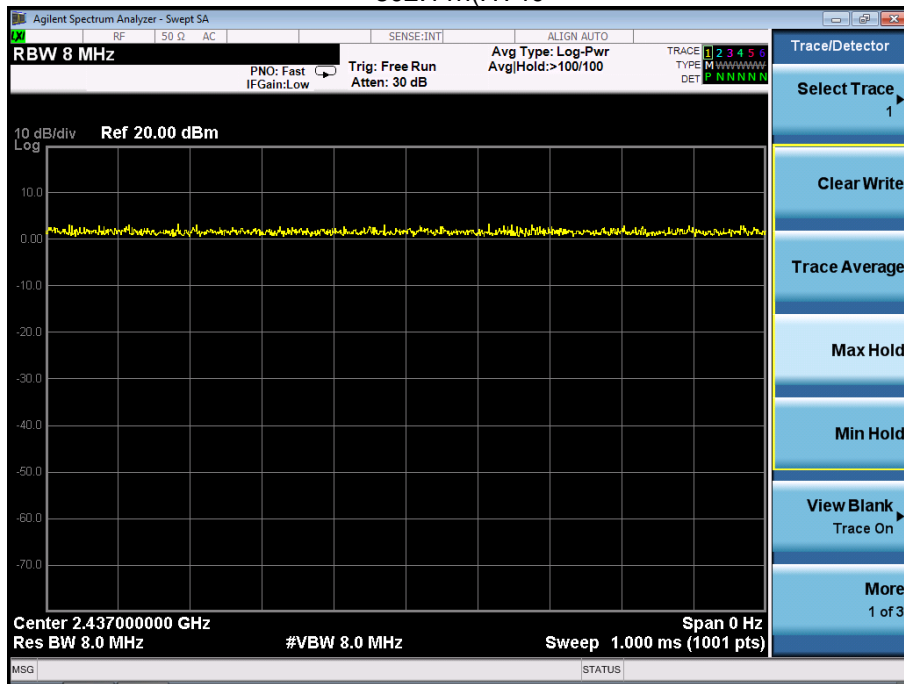 Agilent Spectrum Analyzer - Swept SA
LXI RF 50 Ω AC SENSE:INT ALIGN AUTO
RBW 8 MHz
PNO: Fast
IFGain:Low
Trig: Free Run
Atten: 30 dB
Avg Type: Log-Pwr
Avg|Hold:>100/100
TRACE 1 2 3 4 5 6
TYPE M WWWWW
DET P N N N N N
10 dB/div Ref 20.00 dBm
Log
10.0
0.00
-10.0
-20.0
-30.0
-40.0
-50.0
-60.0
-70.0
Center 2.437000000 GHz Span 0 Hz
Res BW 8.0 MHz #VBW 8.0 MHz Sweep 1.000 ms (1001 pts)
MSG STATUS
Trace/Detector
Select Trace
1
Clear Write
Trace Average
Max Hold
Min Hold
View Blank
Trace On
More
1 of 3